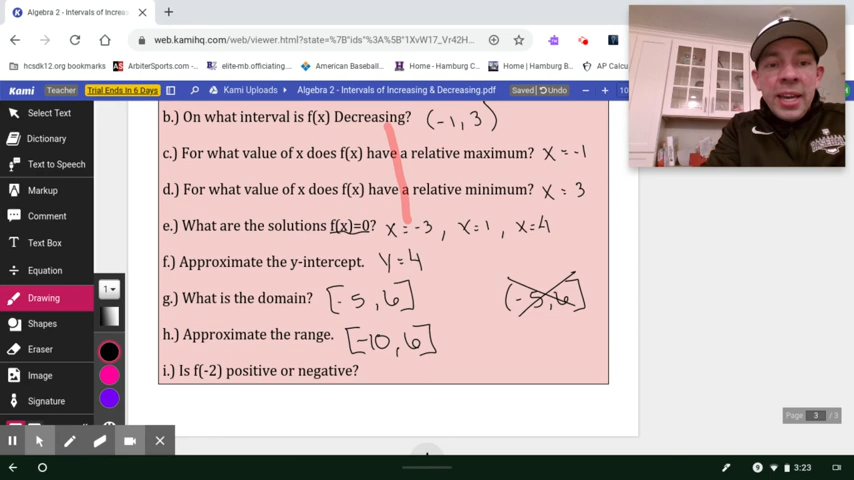 Algebra 2 - Intervals of Increasing
web.kamihq.com/web/viewer.html?state=%7B"ids"%3A%5B"1XvW17_Vr42H...
hcsdk12.org bookmarks
ArbiterSports.com -...
elite-mb.officiating...
American Baseball...
Home - Hamburg C...
Home | Hamburg B...
AP Calcu
Kami Teacher Trial Ends In 6 Days Kami Uploads > Algebra 2 - Intervals of Increasing & Decreasing.pdf Saved Undo 10
Select Text
Dictionary
Text to Speech
Markup
Comment
Text Box
Equation
Drawing
Shapes
Eraser
Image
Signature
1
b.) On what interval is f(x) Decreasing? (-1, 3)
c.) For what value of x does f(x) have a relative maximum? x = -1
d.) For what value of x does f(x) have a relative minimum? x = 3
e.) What are the solutions f(x)=0? x = -3, x=1, x=4
f.) Approximate the y-intercept. y = 4
g.) What is the domain? [-5, 6] (-5, 6]
h.) Approximate the range. [-10, 6]
i.) Is f(-2) positive or negative?
Page 3 / 3
9 3:23